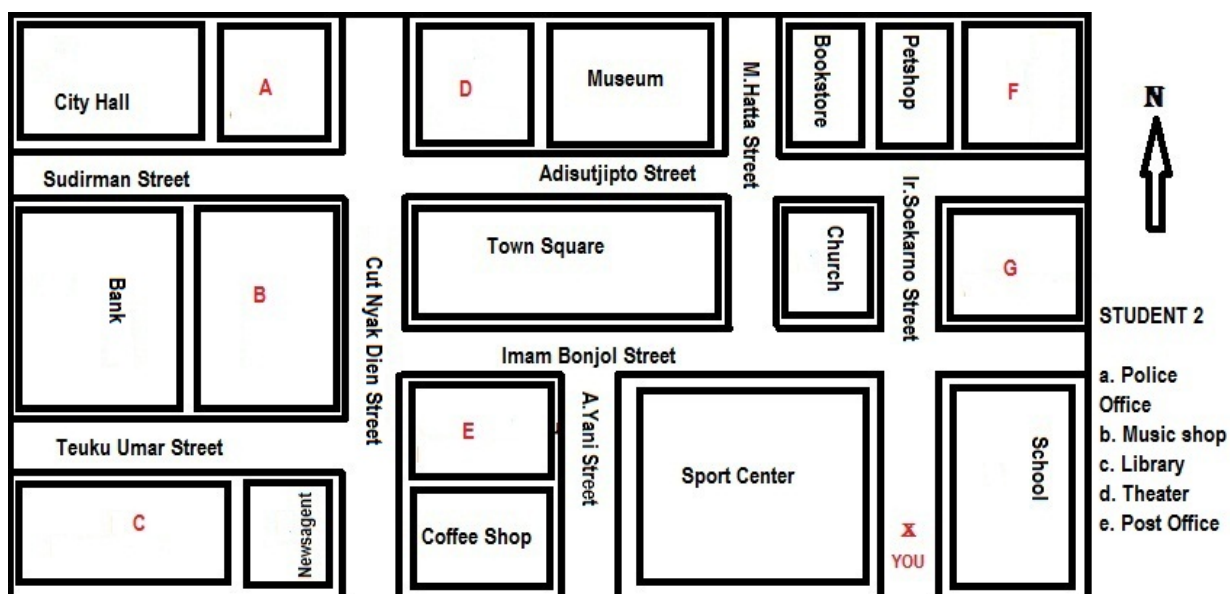 City Hall
A
D
Museum
M.Hatta Street
Bookstore
Petshop
F
N
Sudirman Street
Adisutjipto Street
Bank
B
Cut Nyak Dien Street
Town Square
Church
Ir.Soekarno Street
G
Imam Bonjol Street
Teuku Umar Street
C
Newsagent
E
Coffee Shop
A.Yani Street
Sport Center
X
YOU
School
STUDENT 2
a. Police
Office
b. Music shop
c. Library
d. Theater
e. Post Office